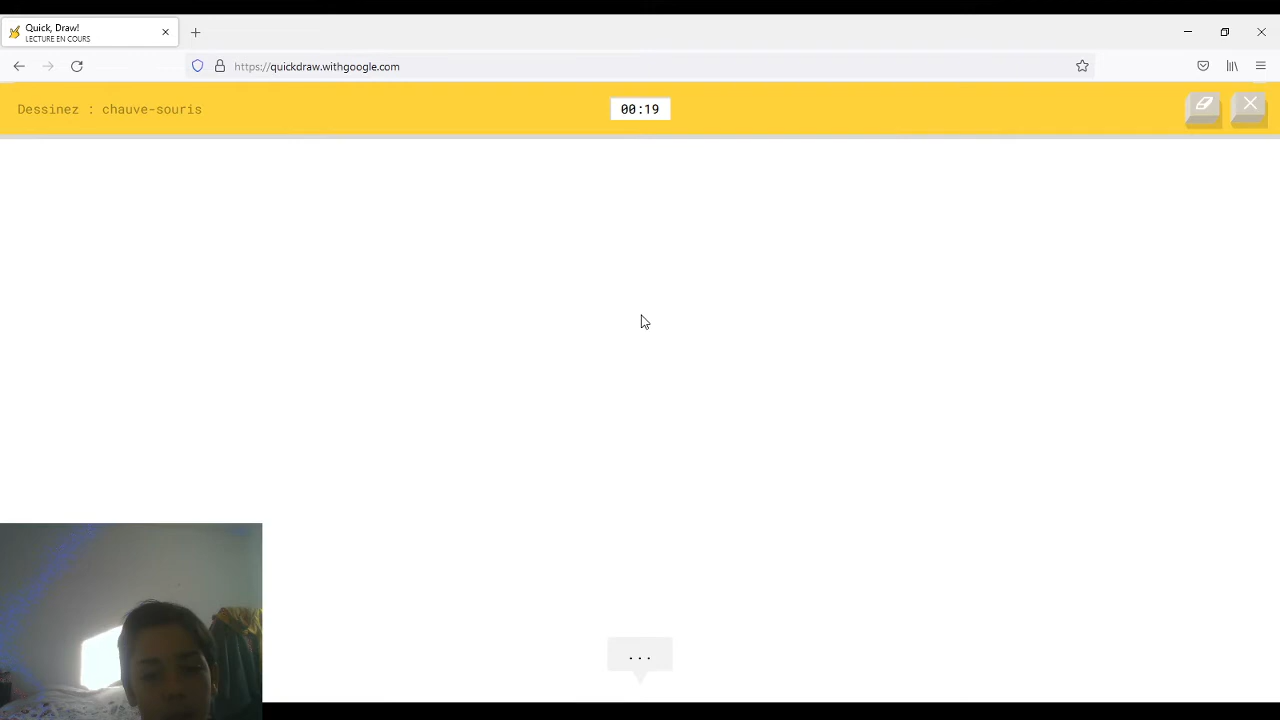 Quick, Draw!
LECTURE EN COURS
https://quickdraw.withgoogle.com
Dessinez : chauve-souris
00:19
...